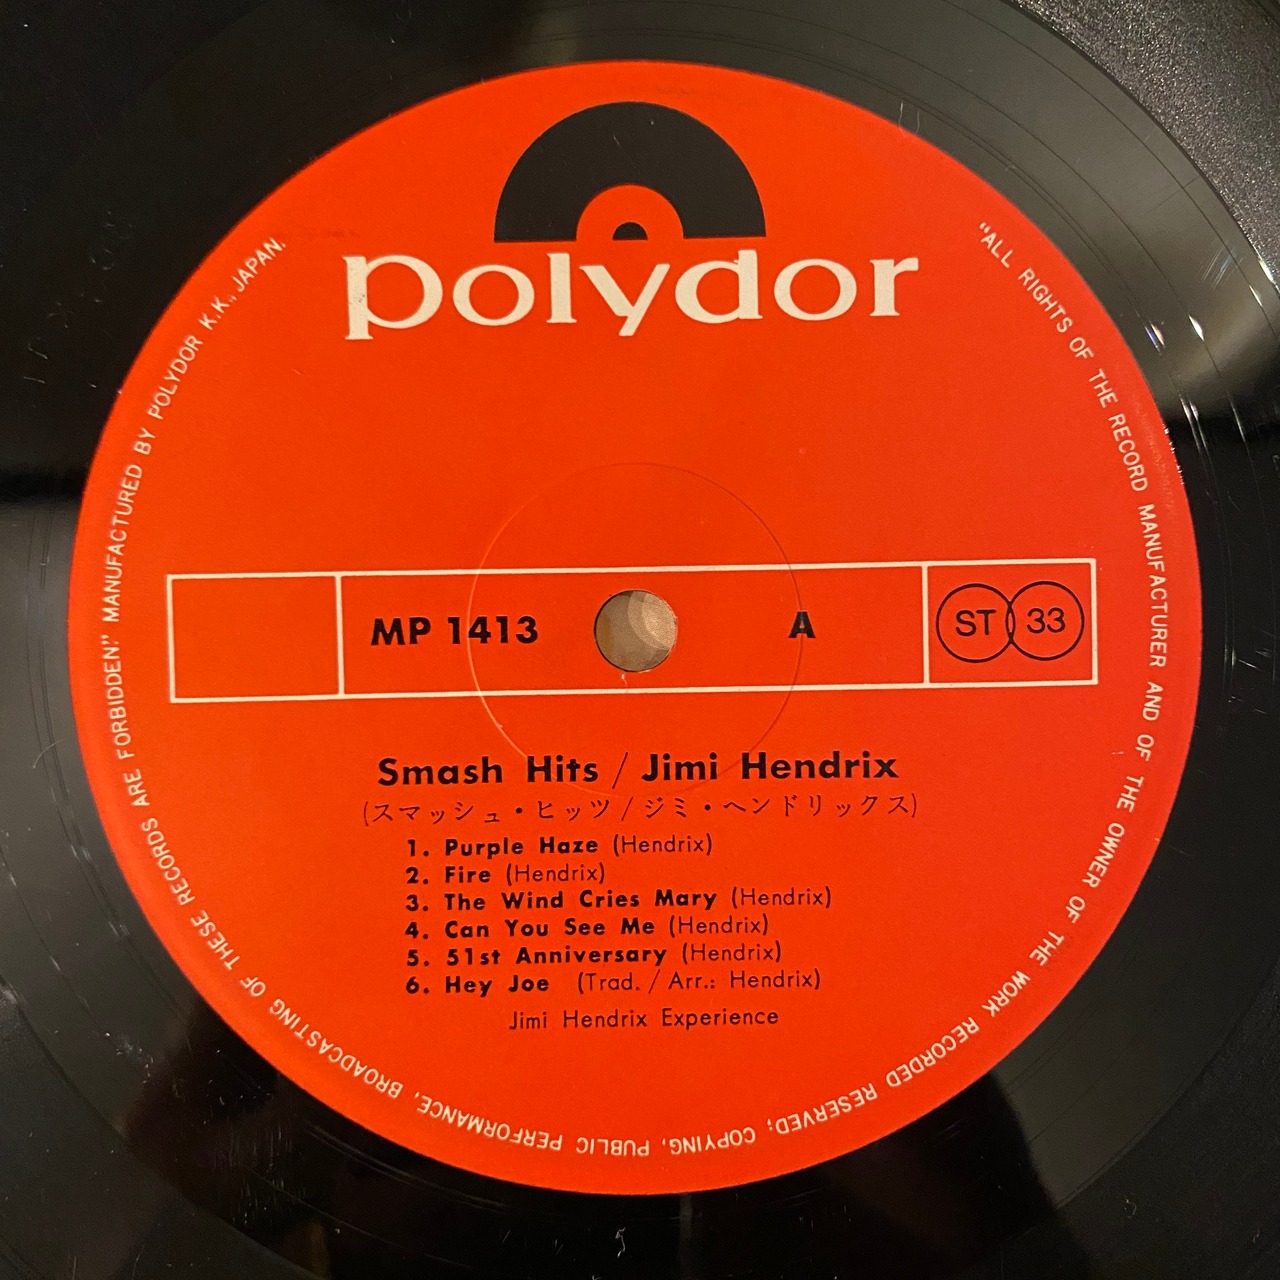 polydor
MP 1413
A
ST 33
Smash Hits / Jimi Hendrix
(スマッシュ・ヒッツ / ジミ・ヘンドリックス)
1. Purple Haze (Hendrix)
2. Fire (Hendrix)
3. The Wind Cries Mary (Hendrix)
4. Can You See Me (Hendrix)
5. 51st Anniversary (Hendrix)
6. Hey Joe (Trad. / Arr.: Hendrix)
Jimi Hendrix Experience
"ALL RIGHTS OF THE RECORD MANUFACTURER AND OF THE OWNER OF THE WORK RECORDED RESERVED; COPYING, PUBLIC PERFORMANCE, BROADCASTING OF THESE RECORDS ARE FORBIDDEN" MANUFACTURED BY POLYDOR K.K., JAPAN.